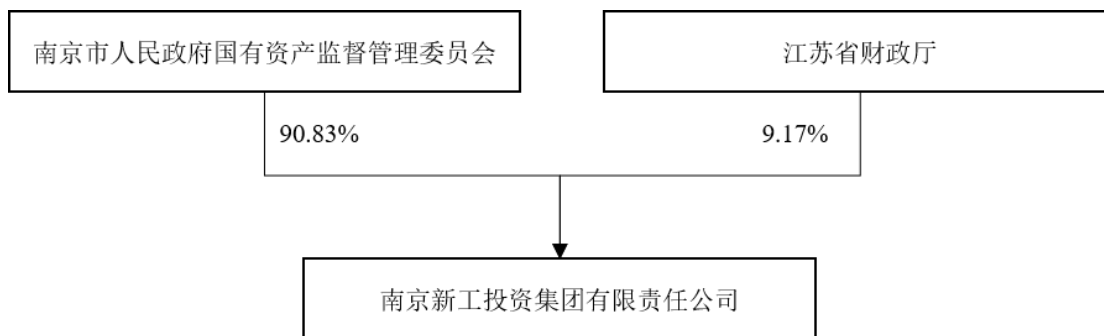 南京市人民政府国有资产监督管理委员会
江苏省财政厅
90.83%
9.17%
南京新工投资集团有限责任公司